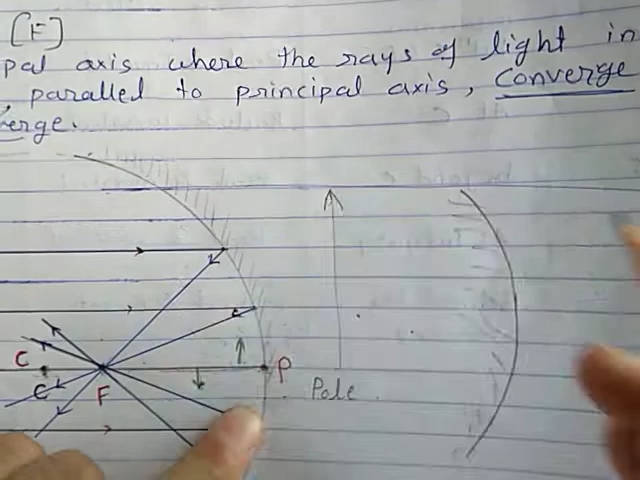 [F]
pal axis where the rays of light in
, parallel to principal axis, converge
verge.
C
C
F
P
Pole.